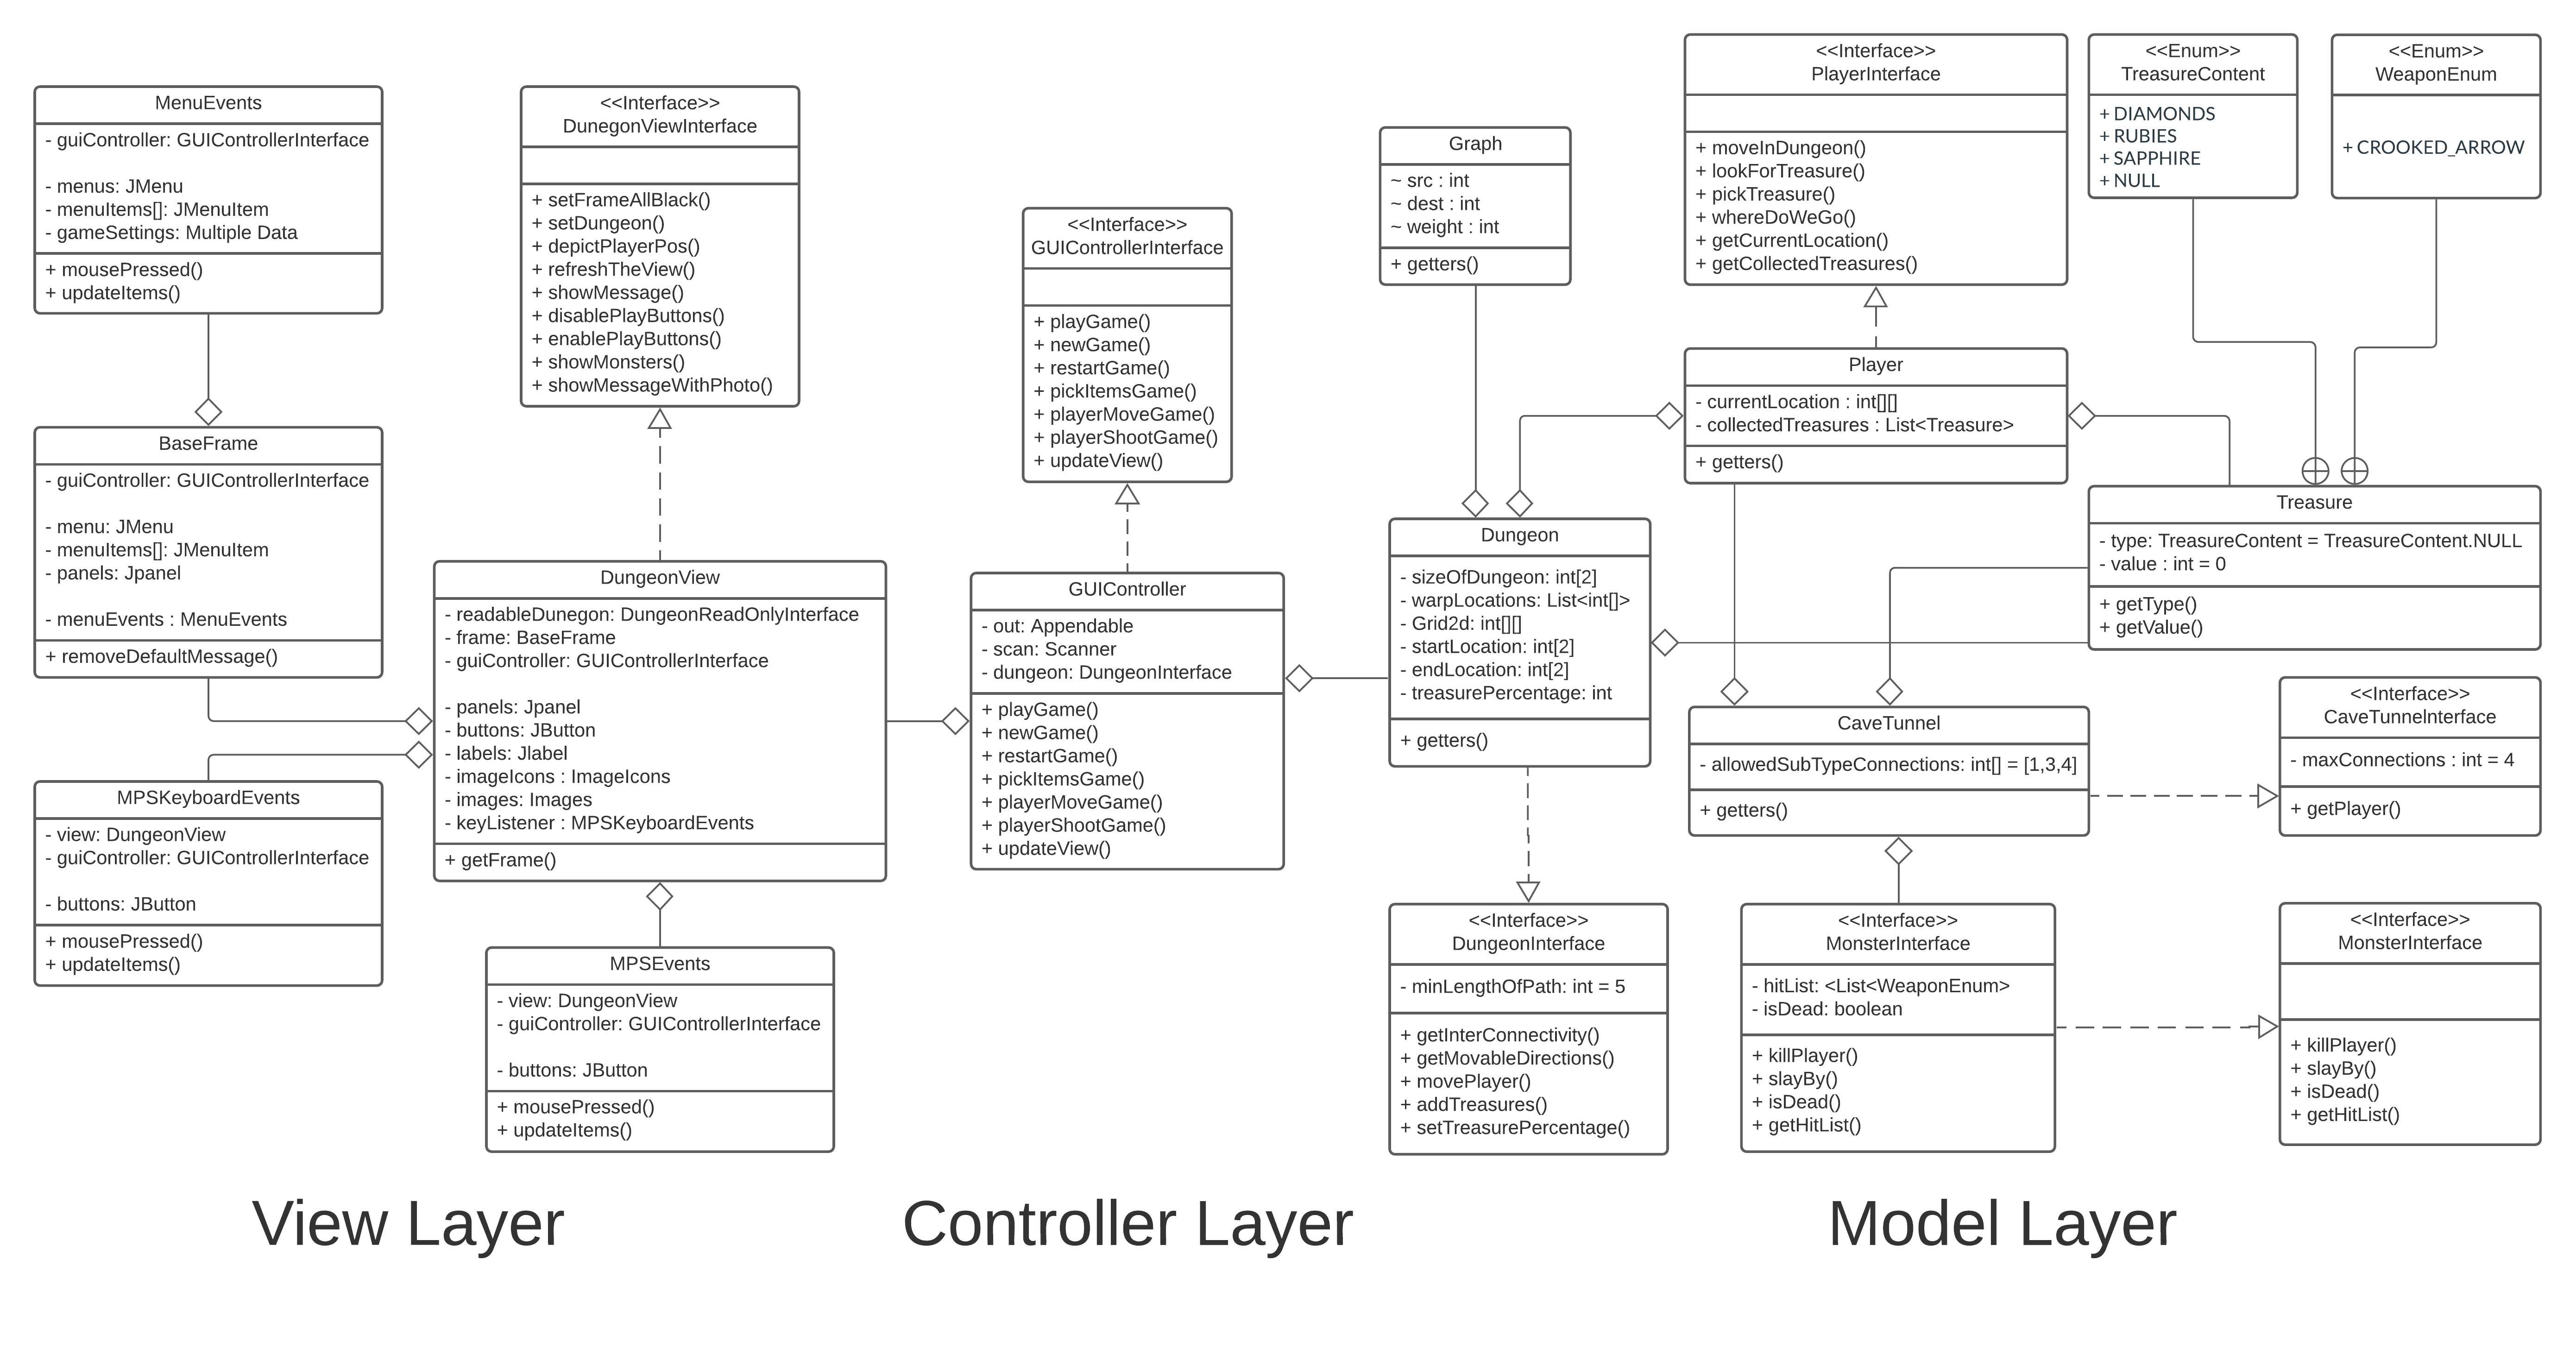 MenuEvents
- guiController: GUIControllerInterface
- menus: JMenu
- menuItems[]: JMenuItem
- gameSettings: Multiple Data
+ mousePressed()
+ updateItems()
BaseFrame
- guiController: GUIControllerInterface
- menu: JMenu
- menuItems[]: JMenuItem
- panels: Jpanel
- menuEvents : MenuEvents
+ removeDefaultMessage()
MPSKeyboardEvents
- view: DungeonView
- guiController: GUIControllerInterface
- buttons: JButton
+ mousePressed()
+ updateItems()
<<Interface>>
DunegonViewInterface
+ setFrameAllBlack()
+ setDungeon()
+ depictPlayerPos()
+ refreshTheView()
+ showMessage()
+ disablePlayButtons()
+ enablePlayButtons()
+ showMonsters()
+ showMessageWithPhoto()
DungeonView
- readableDunegon: DungeonReadOnlyInterface
- frame: BaseFrame
- guiController: GUIControllerInterface
- panels: Jpanel
- buttons: JButton
- labels: Jlabel
- imageIcons : ImageIcons
- images: Images
- keyListener : MPSKeyboardEvents
+ getFrame()
MPSEvents
- view: DungeonView
- guiController: GUIControllerInterface
- buttons: JButton
+ mousePressed()
+ updateItems()
<<Interface>>
GUIControllerInterface
+ playGame()
+ newGame()
+ restartGame()
+ pickItemsGame()
+ playerMoveGame()
+ playerShootGame()
+ updateView()
GUIController
- out: Appendable
- scan: Scanner
- dungeon: DungeonInterface
+ playGame()
+ newGame()
+ restartGame()
+ pickItemsGame()
+ playerMoveGame()
+ playerShootGame()
+ updateView()
Graph
~ src : int
~ dest : int
~ weight : int
+ getters()
Dungeon
- sizeOfDungeon: int[2]
- warpLocations: List<int[]>
- Grid2d: int[][]
- startLocation: int[2]
- endLocation: int[2]
- treasurePercentage: int
+ getters()
<<Interface>>
DungeonInterface
- minLengthOfPath: int = 5
+ getInterConnectivity()
+ getMovableDirections()
+ movePlayer()
+ addTreasures()
+ setTreasurePercentage()
<<Interface>>
PlayerInterface
+ moveInDungeon()
+ lookForTreasure()
+ pickTreasure()
+ whereDoWeGo()
+ getCurrentLocation()
+ getCollectedTreasures()
Player
- currentLocation : int[][]
- collectedTreasures : List<Treasure>
+ getters()
<<Enum>>
TreasureContent
+ DIAMONDS
+ RUBIES
+ SAPPHIRE
+ NULL
<<Enum>>
WeaponEnum
+ CROOKED_ARROW
Treasure
- type: TreasureContent = TreasureContent.NULL
- value : int = 0
+ getType()
+ getValue()
CaveTunnel
- allowedSubTypeConnections: int[] = [1,3,4]
+ getters()
<<Interface>>
CaveTunnelnterface
- maxConnections : int = 4
+ getPlayer()
<<Interface>>
MonsterInterface
- hitList: <List<WeaponEnum>
- isDead: boolean
+ killPlayer()
+ slayBy()
+ isDead()
+ getHitList()
<<Interface>>
MonsterInterface
+ killPlayer()
+ slayBy()
+ isDead()
+ getHitList()
View Layer
Controller Layer
Model Layer